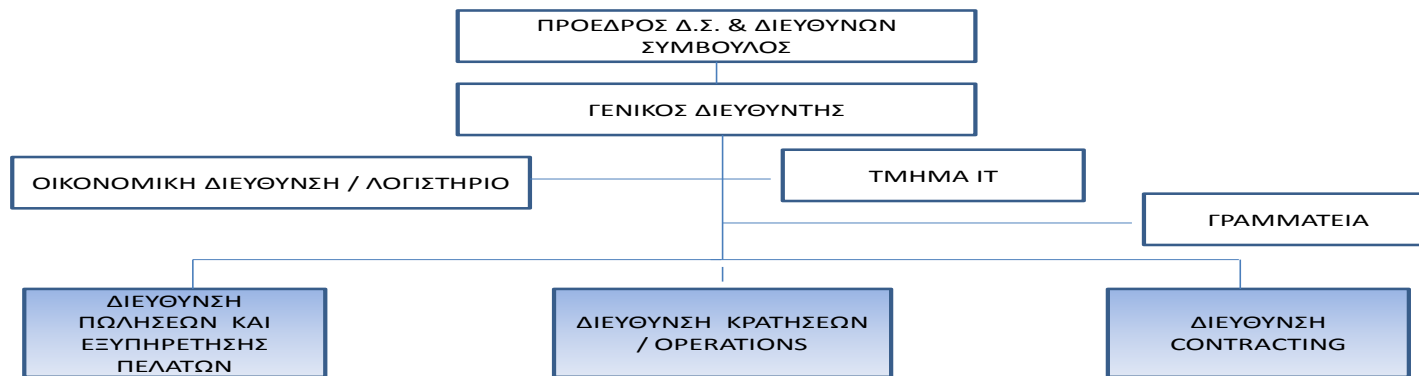 ΠΡΟΕΔΡΟΣ Δ.Σ. & ΔΙΕΥΘΥΝΩΝ
ΣΥΜΒΟΥΛΟΣ
ΓΕΝΙΚΟΣ ΔΙΕΥΘΥΝΤΗΣ
ΟΙΚΟΝΟΜΙΚΗ ΔΙΕΥΘΥΝΣΗ / ΛΟΓΙΣΤΗΡΙΟ
ΤΜΗΜΑ ΙΤ
ΓΡΑΜΜΑΤΕΙΑ
ΔΙΕΥΘΥΝΣΗ
ΠΩΛΗΣΕΩΝ ΚΑΙ
ΕΞΥΠΗΡΕΤΗΣΗΣ
ΠΕΛΑΤΩΝ
ΔΙΕΥΘΥΝΣΗ ΚΡΑΤΗΣΕΩΝ
/ OPERATIONS
ΔΙΕΥΘΥΝΣΗ
CONTRACTING